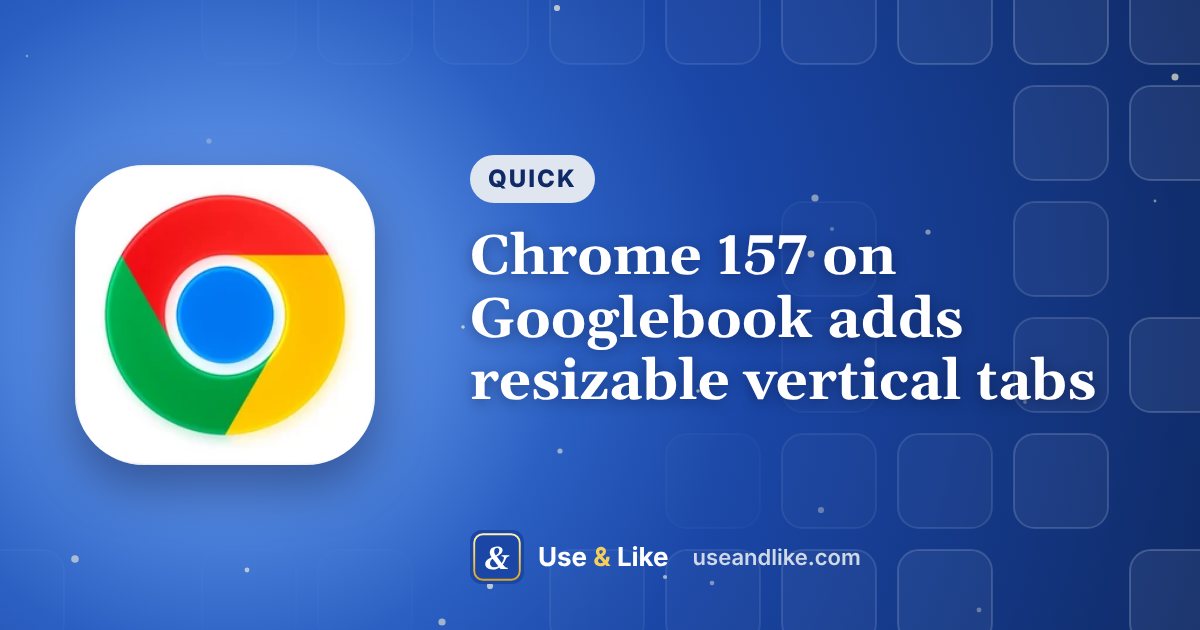 QUICK
Chrome 157 on
Googlebook adds
resizable vertical tabs
& Use & Like useandlike.com